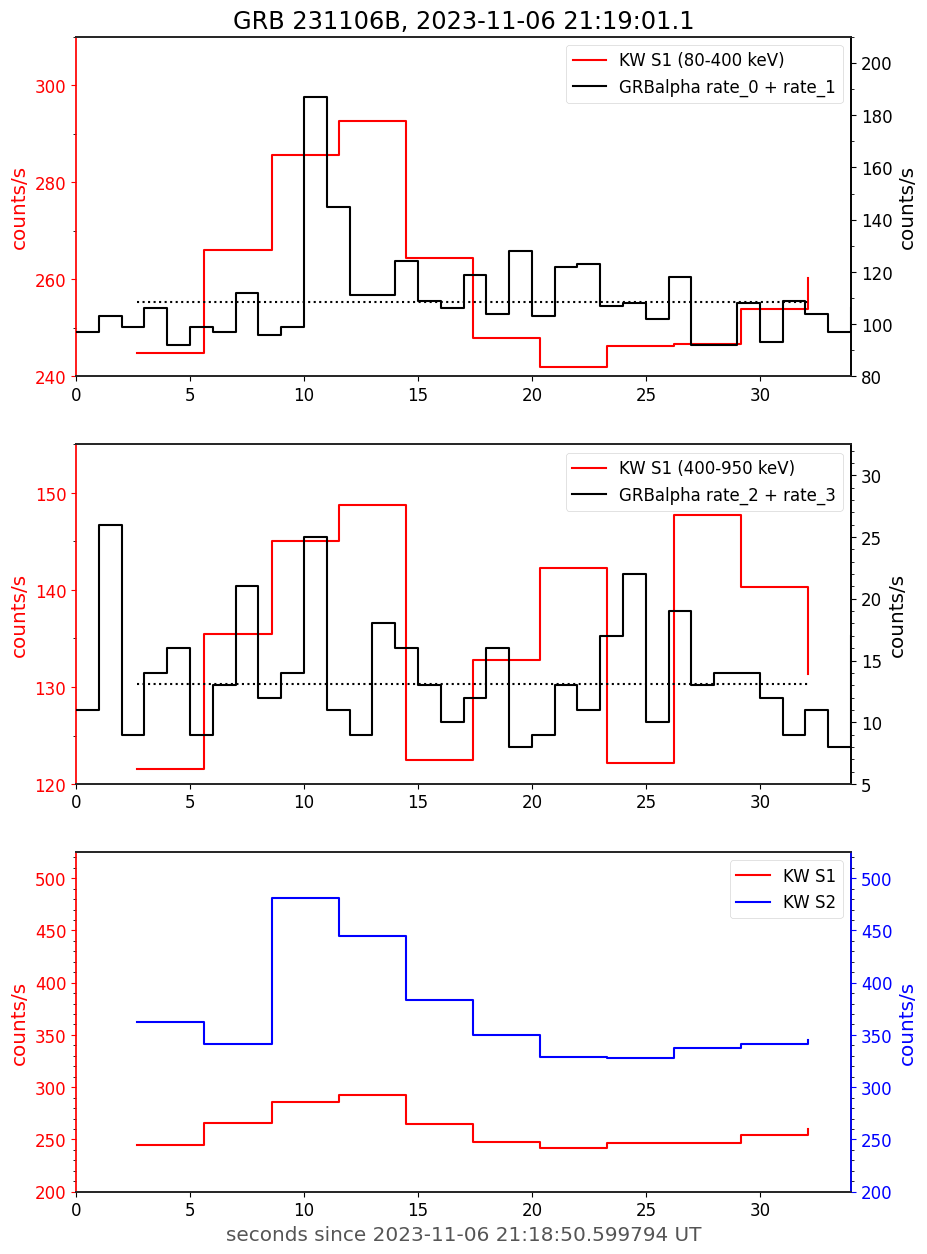 GRB 231106B, 2023-11-06 21:19:01.1
KW S1 (80-400 keV)
GRBalpha rate_0 + rate_1
counts/s
300
280
260
240
counts/s
200
180
160
140
120
100
80
0 5 10 15 20 25 30
KW S1 (400-950 keV)
GRBalpha rate_2 + rate_3
counts/s
150
140
130
120
counts/s
30
25
20
15
10
5
0 5 10 15 20 25 30
KW S1
KW S2
counts/s
500
450
400
350
300
250
200
counts/s
500
450
400
350
300
250
200
0 5 10 15 20 25 30
seconds since 2023-11-06 21:18:50.599794 UT